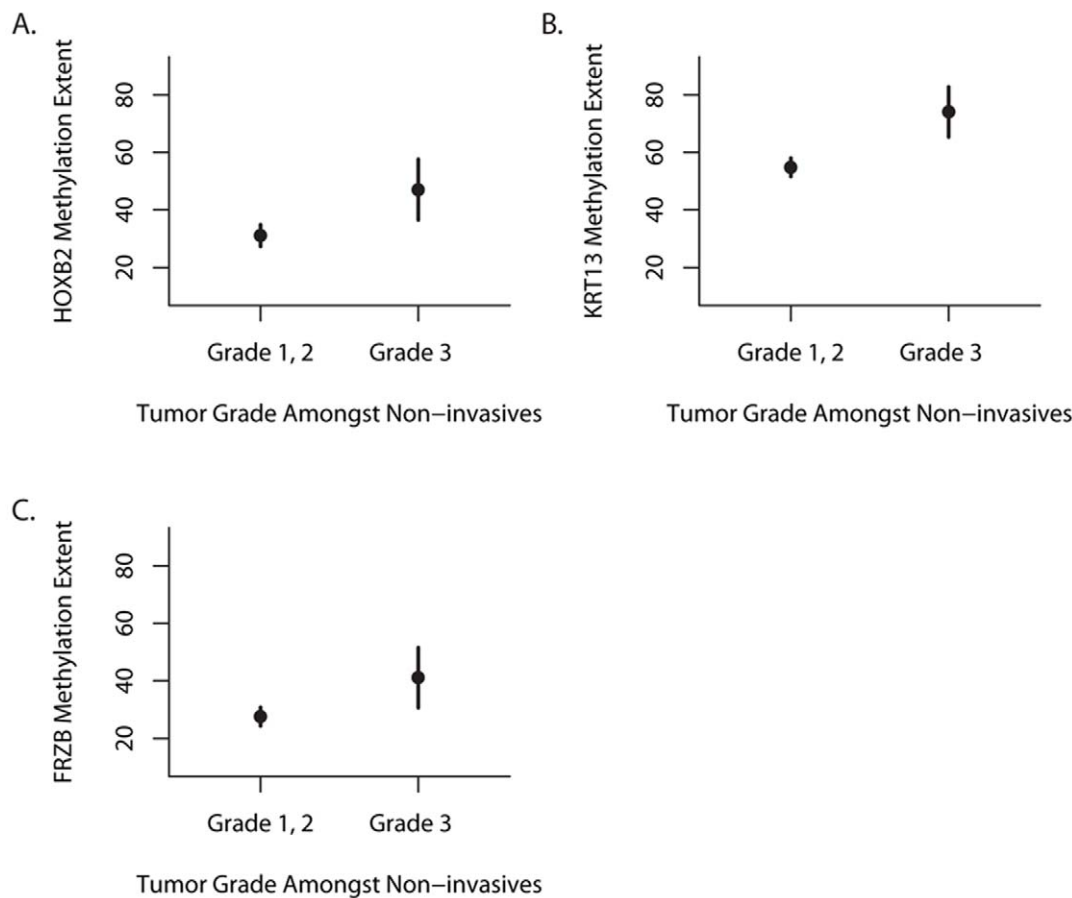 A.
HOXB2 Methylation Extent
80
60
40
20
Grade 1, 2
Grade 3
Tumor Grade Amongst Non−invasives
B.
KRT13 Methylation Extent
80
60
40
20
Grade 1, 2
Grade 3
Tumor Grade Amongst Non−invasives
C.
FRZB Methylation Extent
80
60
40
20
Grade 1, 2
Grade 3
Tumor Grade Amongst Non−invasives